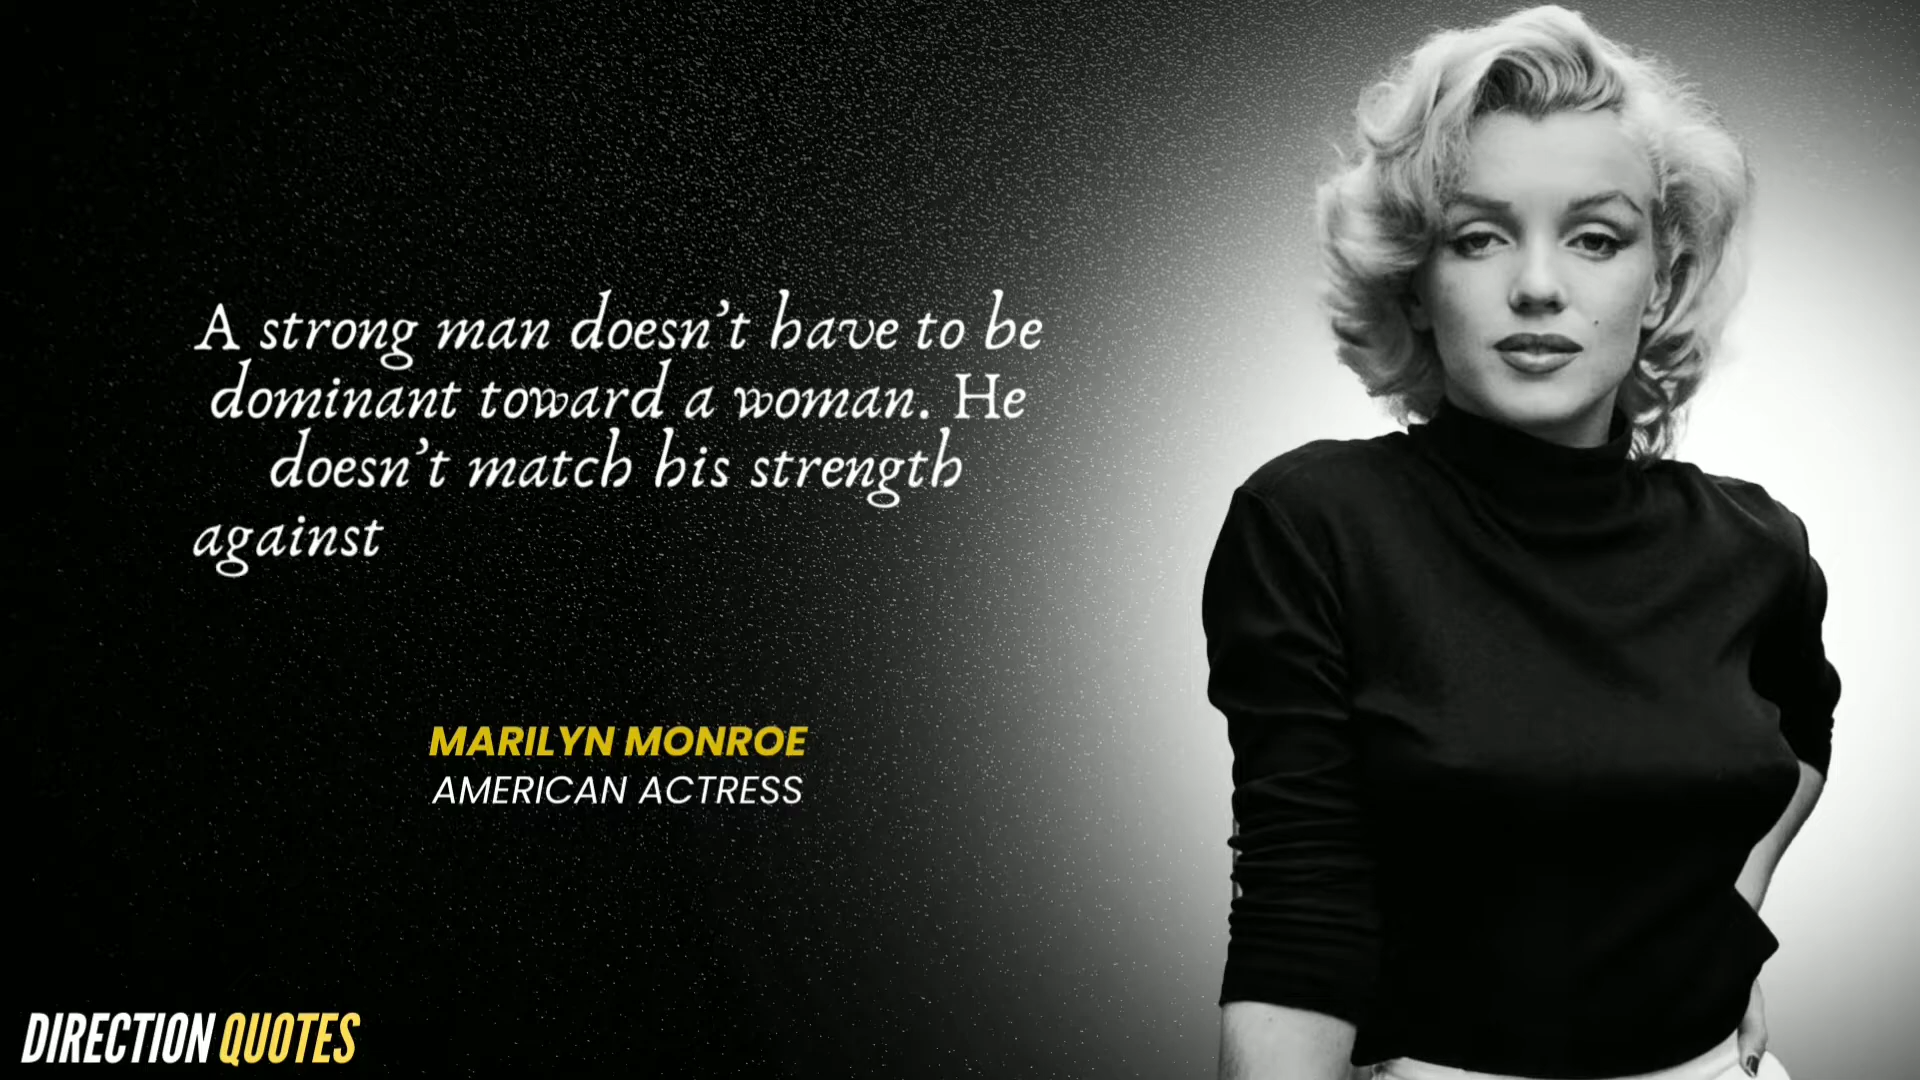 A strong man doesn’t have to be
dominant toward a woman. He
doesn’t match his strength
against
MARILYN MONROE
AMERICAN ACTRESS
DIRECTION QUOTES